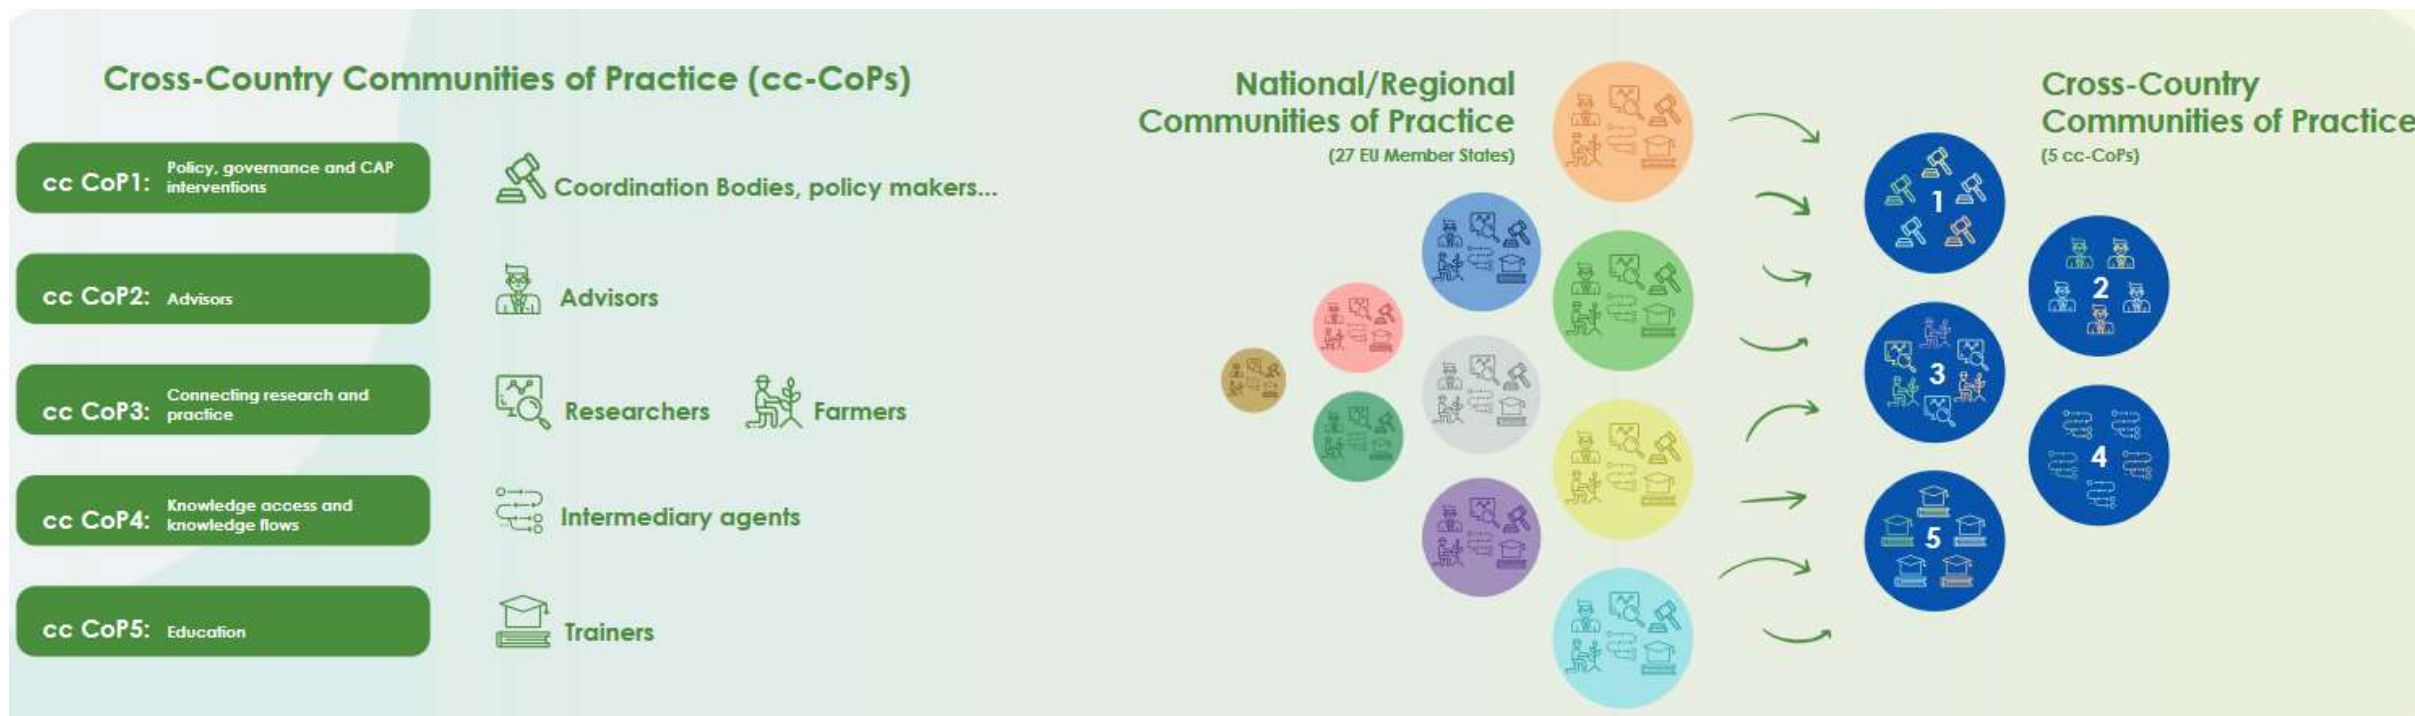 Cross-Country Communities of Practice (cc-CoPs)
cc CoP1: Policy, governance and CAP
interventions
Coordination Bodies, policy makers...
cc CoP2: Advisors
Advisors
cc CoP3: Connecting research and
practice
Researchers
Farmers
cc CoP4: Knowledge access and
knowledge flows
Intermediary agents
cc CoP5: Education
Trainers
National/Regional
Communities of Practice
(27 EU Member States)
Cross-Country
Communities of Practice
(5 cc-CoPs)
1
2
3
4
5